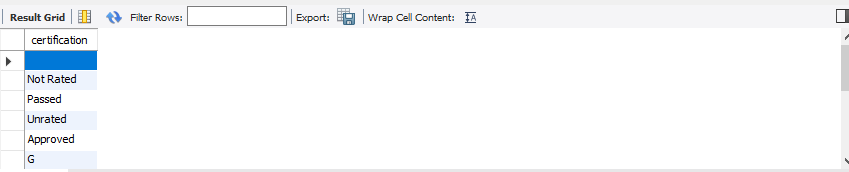 Result Grid Filter Rows: Export: Wrap Cell Content:
certification
Not Rated
Passed
Unrated
Approved
G